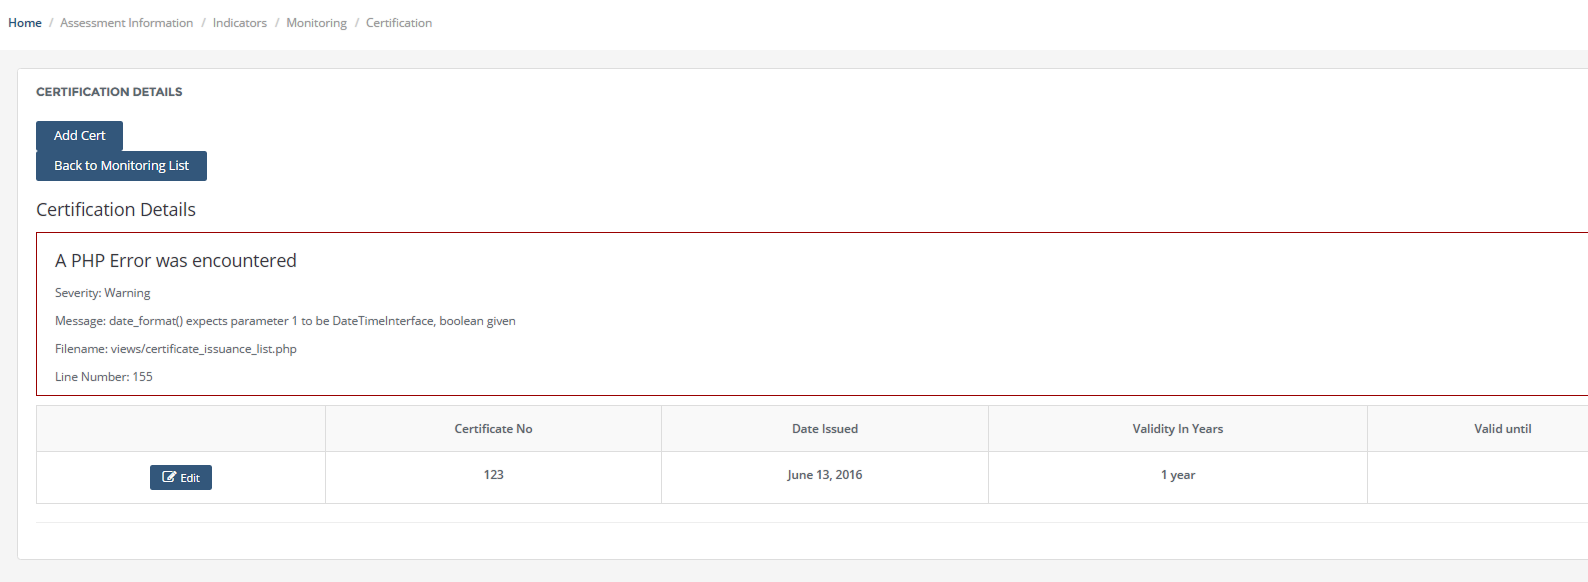 Home / Assessment Information / Indicators / Monitoring / Certification
CERTIFICATION DETAILS
Add Cert
Back to Monitoring List
Certification Details
A PHP Error was encountered
Severity: Warning
Message: date_format() expects parameter 1 to be DateTimeInterface, boolean given
Filename: views/certificate_issuance_list.php
Line Number: 155
Certificate No Date Issued Validity In Years Valid until
Edit 123 June 13, 2016 1 year